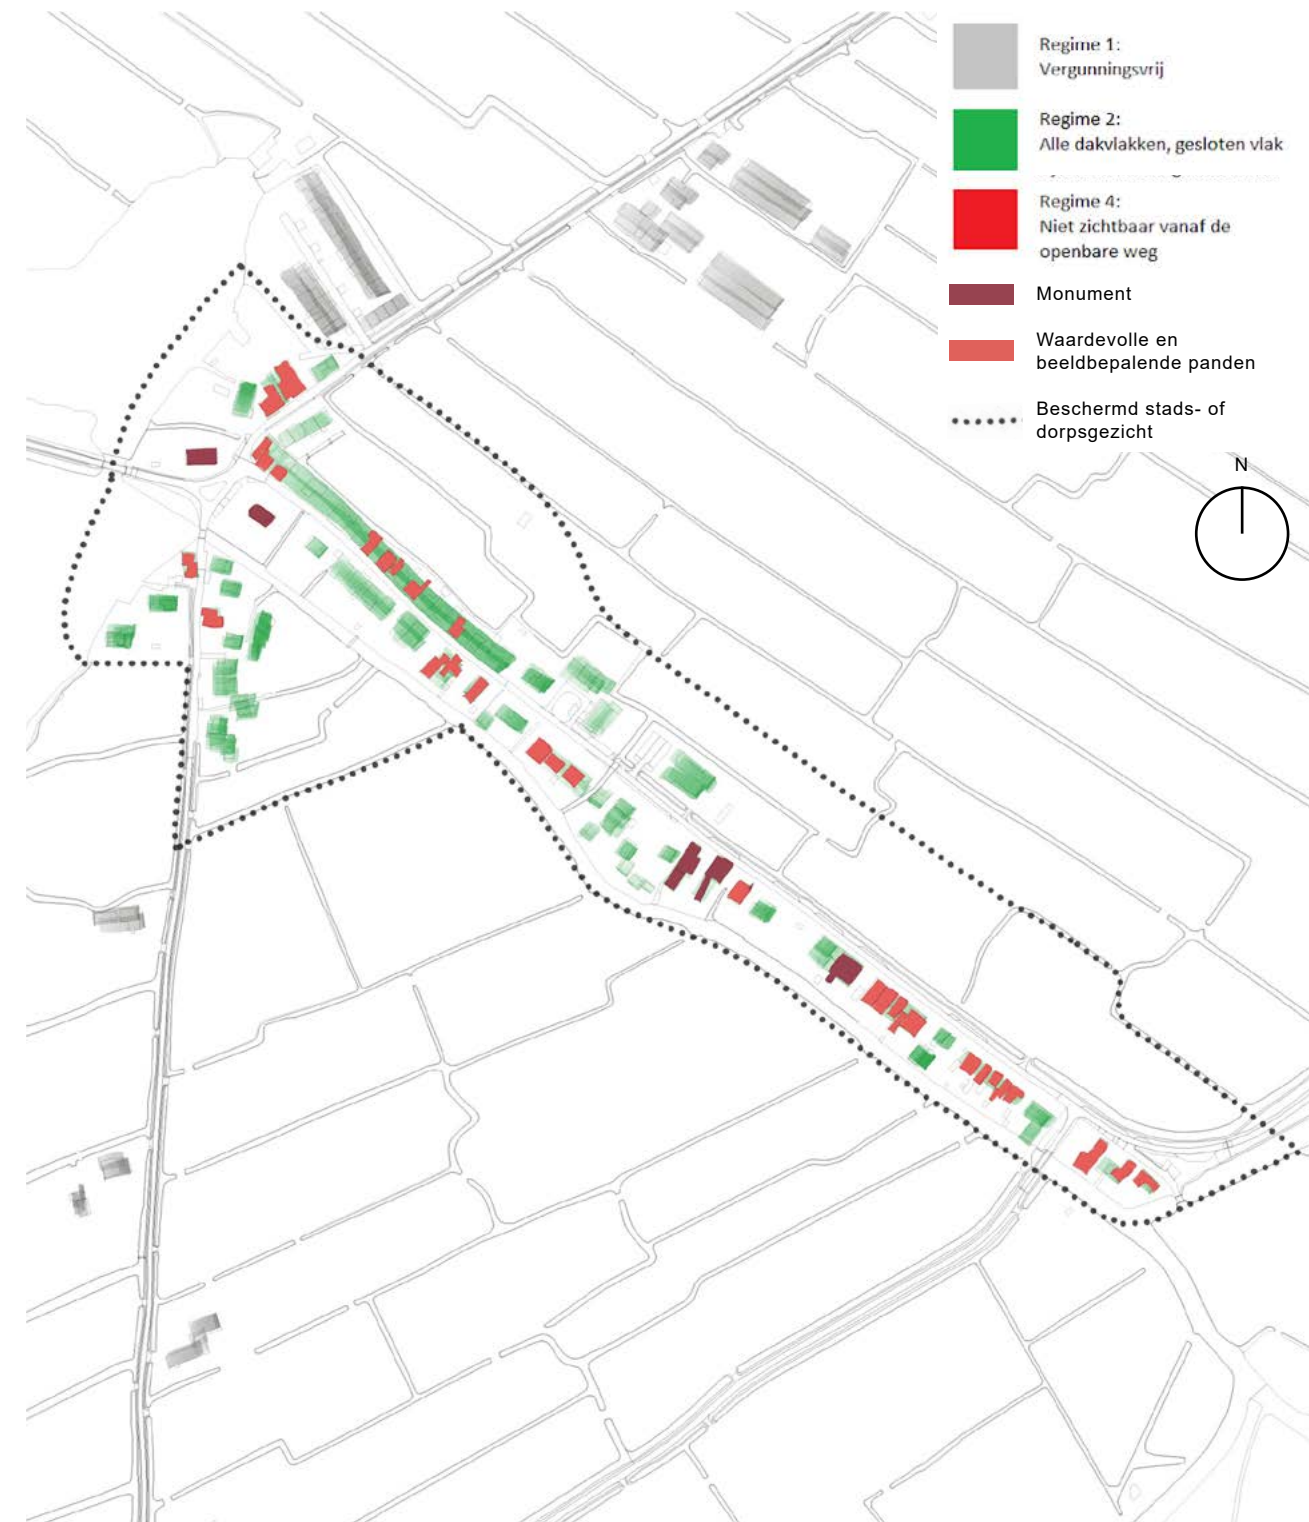 Regime 1:
Vergunningsvrij
Regime 2:
Alle dakvlakken, gesloten vlak
Regime 4:
Niet zichtbaar vanaf de
openbare weg
Monument
Waardevolle en
beeldbepalende panden
Beschermd stads- of
dorpsgezicht
N